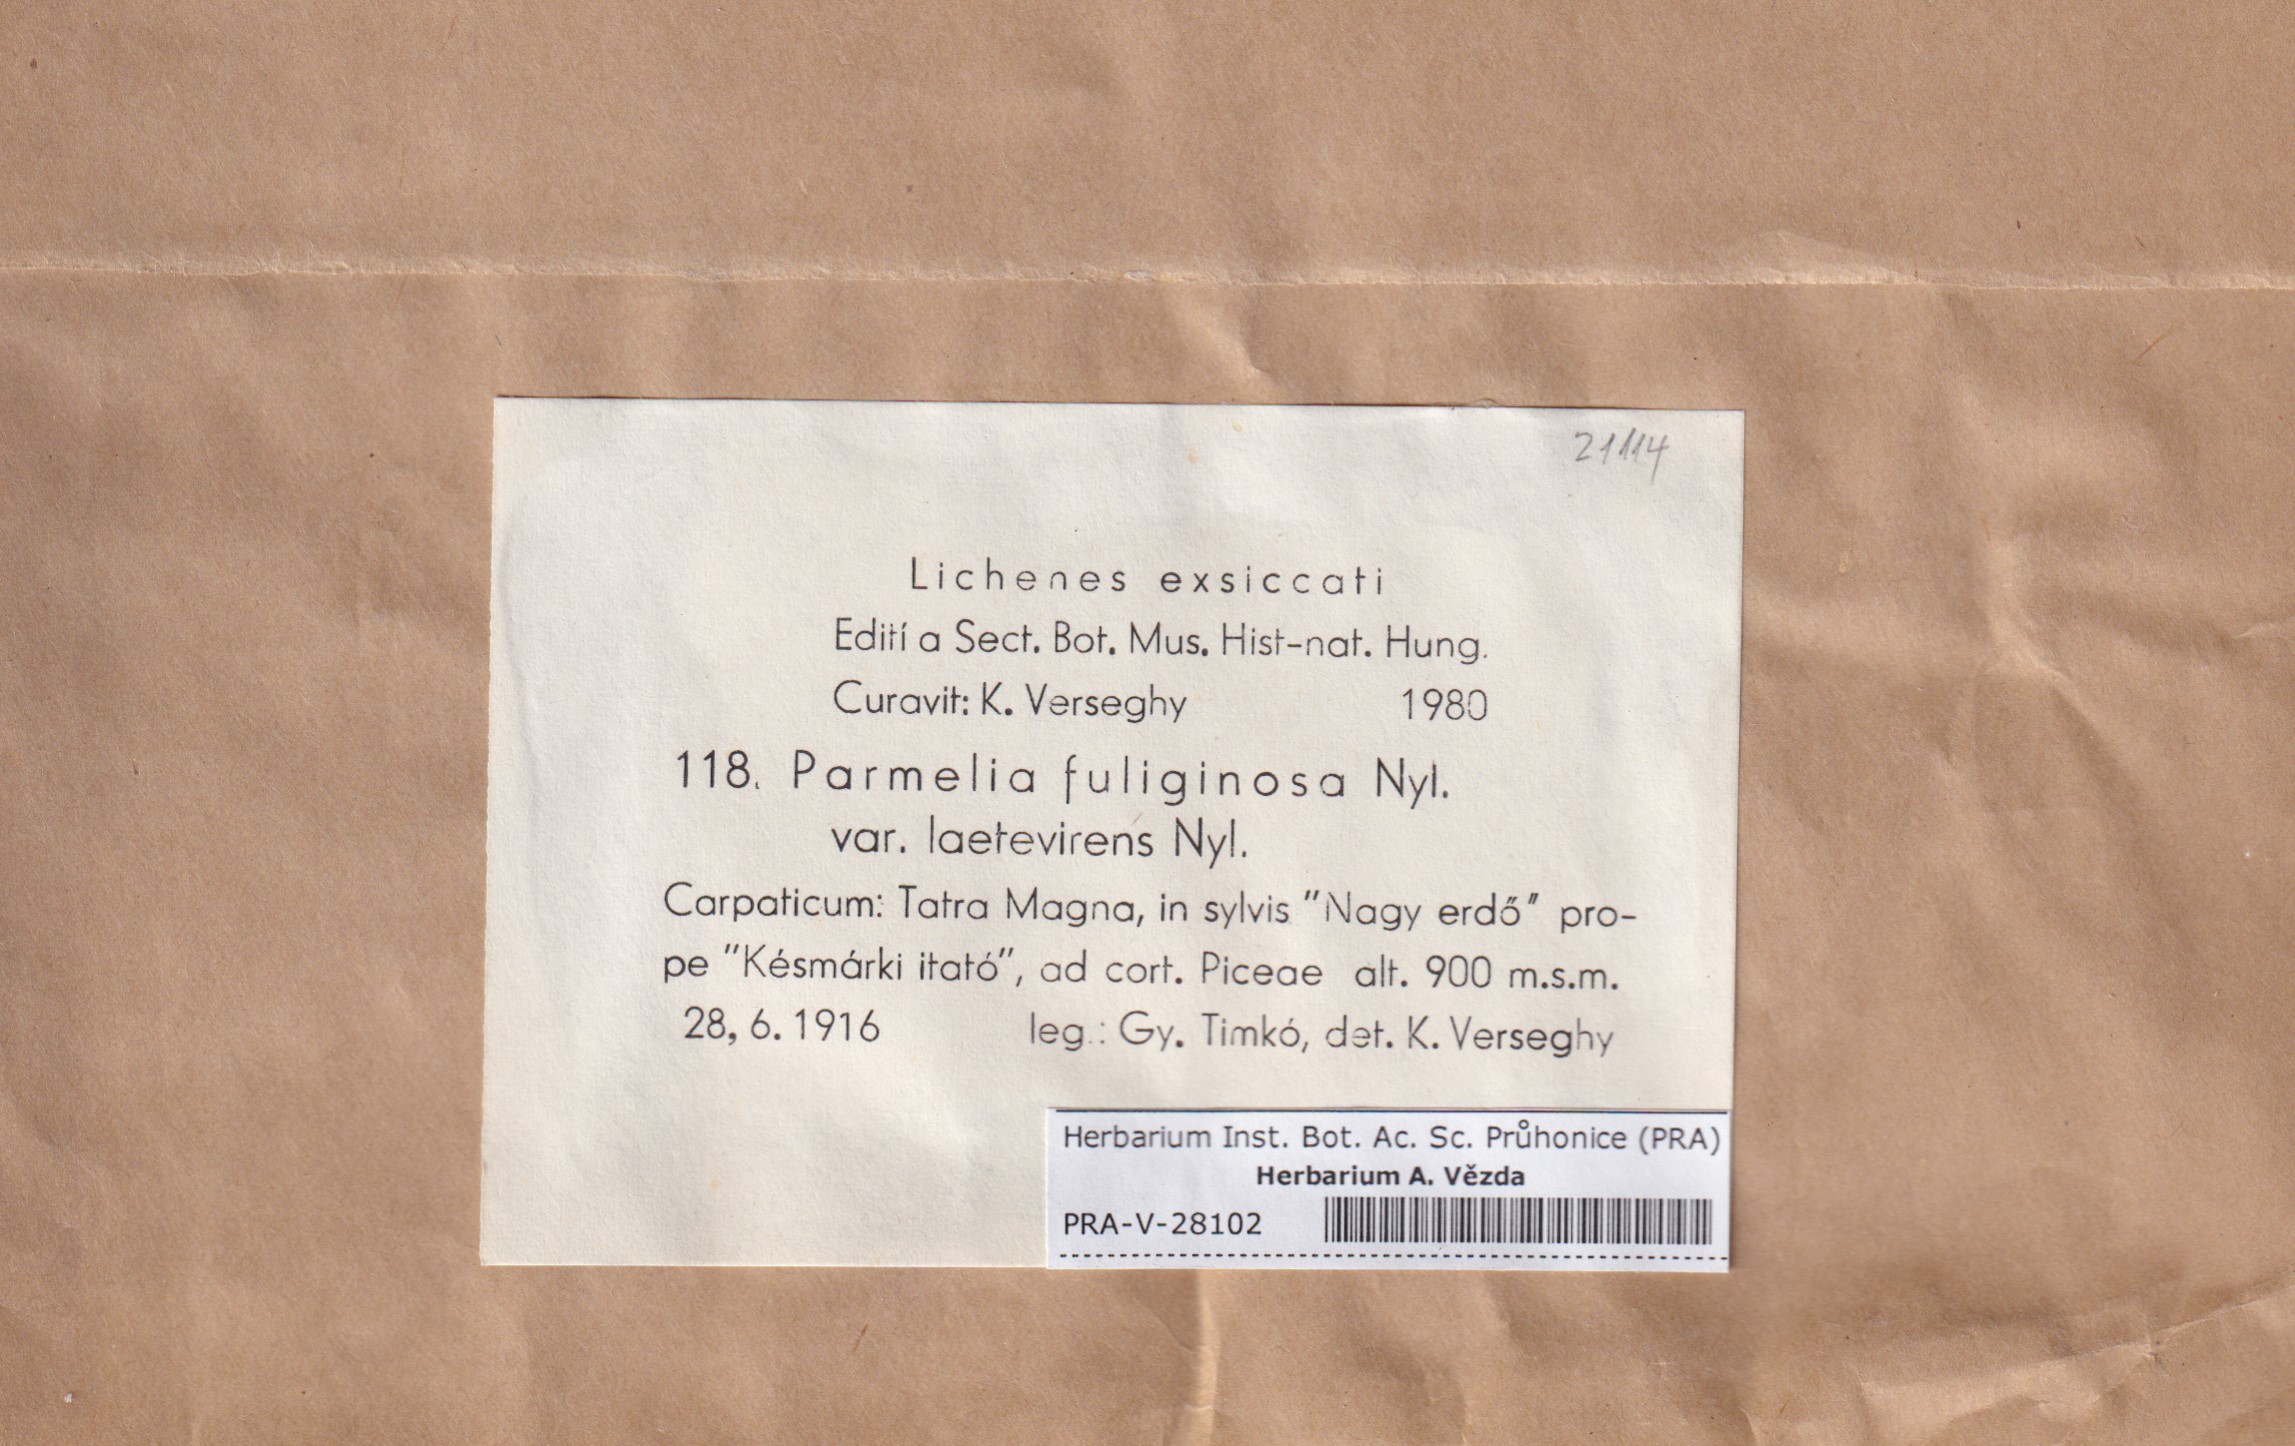 21114
Lichenes exsiccati
Edití a Sect. Bot. Mus. Hist-nat. Hung.
Curavit: K. Verseghy 1980
118. Parmelia fuliginosa Nyl.
var. laetevirens Nyl.
Carpaticum: Tatra Magna, in sylvis "Nagy erdő" pro-
pe "Késmárki itató", ad cort. Piceae alt. 900 m.s.m.
28, 6. 1916 leg.: Gy. Timkó, det. K. Verseghy
Herbarium Inst. Bot. Ac. Sc. Průhonice (PRA)
Herbarium A. Vězda
PRA-V-28102